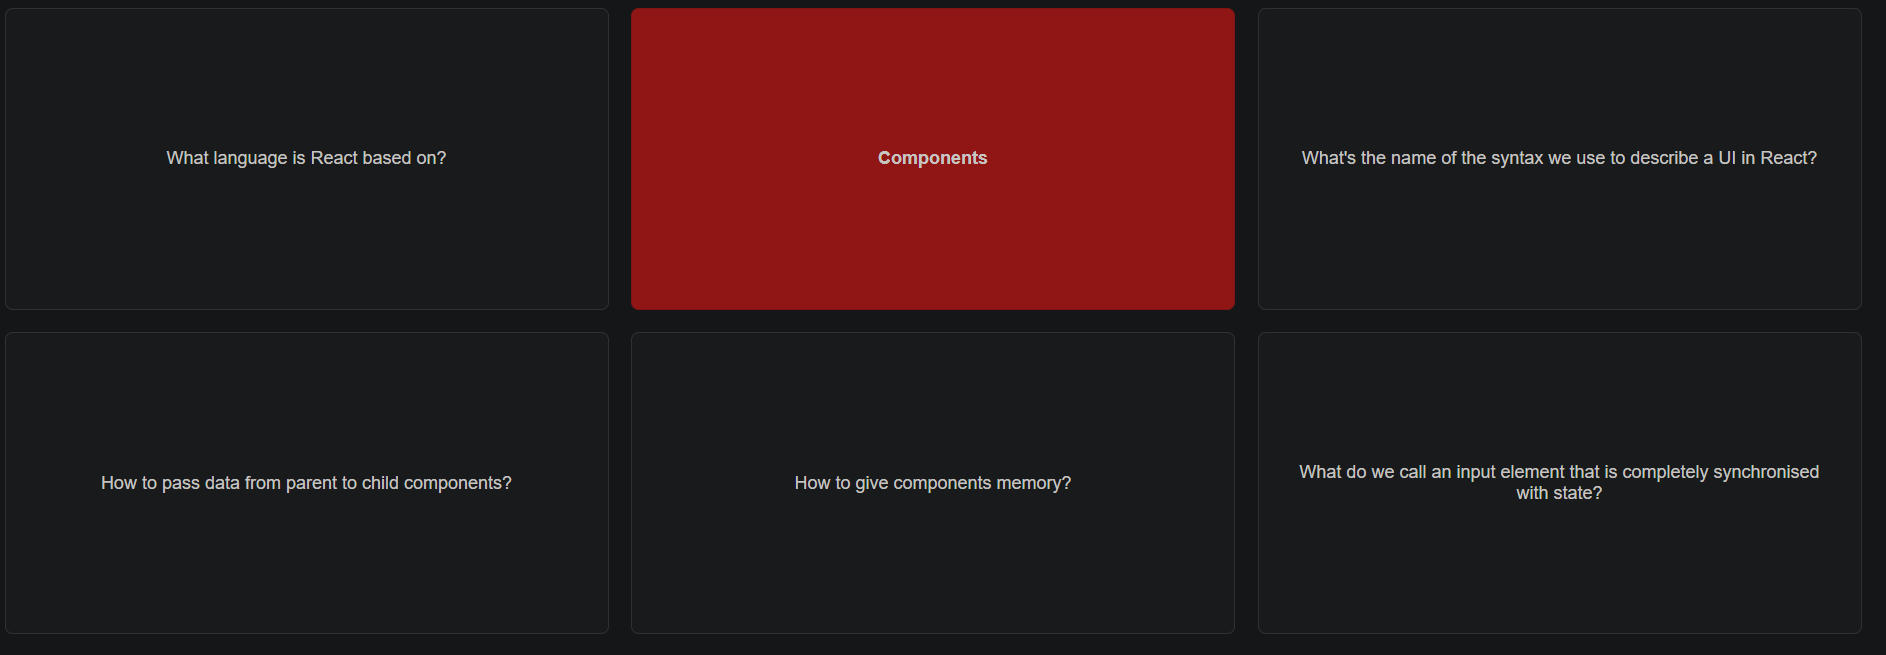 What language is React based on?
Components
What's the name of the syntax we use to describe a UI in React?
How to pass data from parent to child components?
How to give components memory?
What do we call an input element that is completely synchronised
with state?